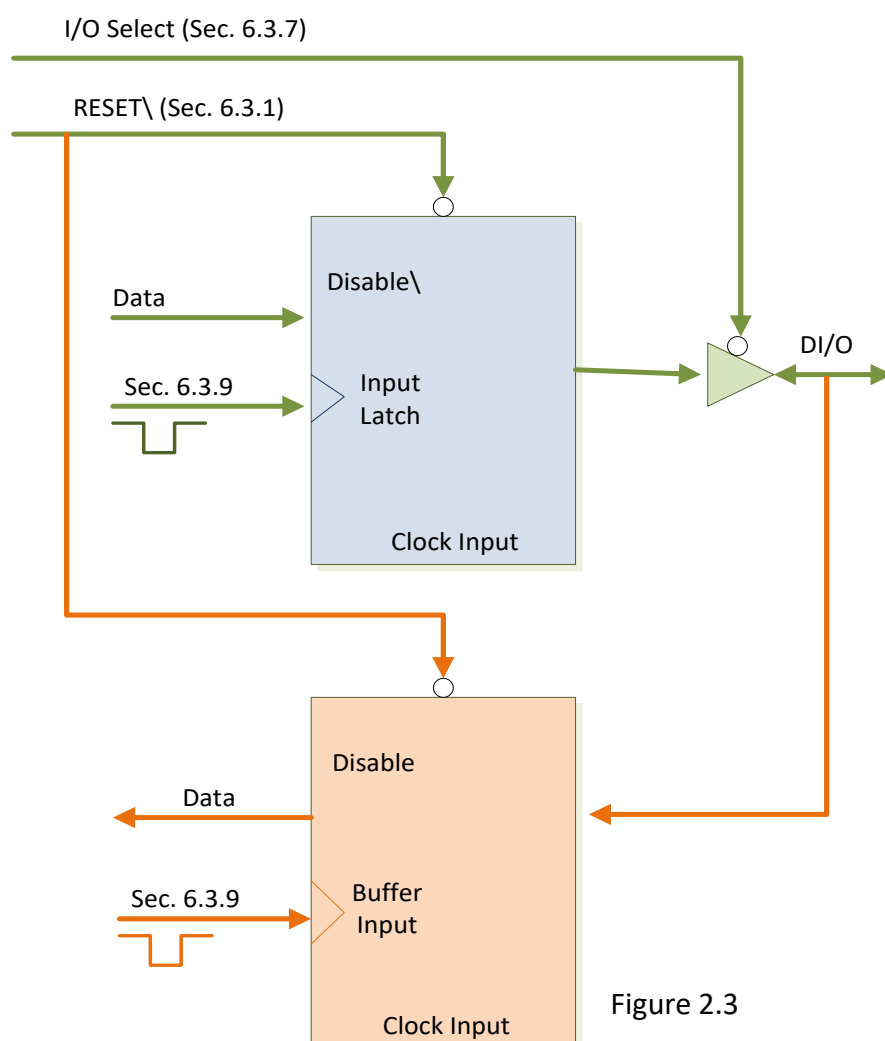 I/O Select (Sec. 6.3.7)
RESET\ (Sec. 6.3.1)
Disable\
Data
DI/O
Sec. 6.3.9
Input
Latch
Clock Input
Disable
Data
Sec. 6.3.9
Buffer
Input
Figure 2.3
Clock Input